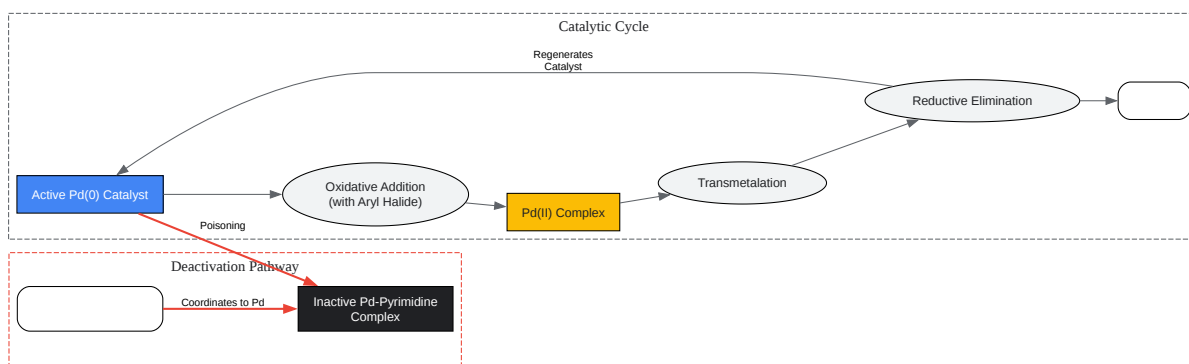 Catalytic Cycle
Regenerates
Catalyst
Reductive Elimination
Active Pd(0) Catalyst
Oxidative Addition
(with Aryl Halide)
Pd(II) Complex
Transmetalation
Poisoning
Deactivation Pathway
Coordinates to Pd
Inactive Pd-Pyrimidine
Complex